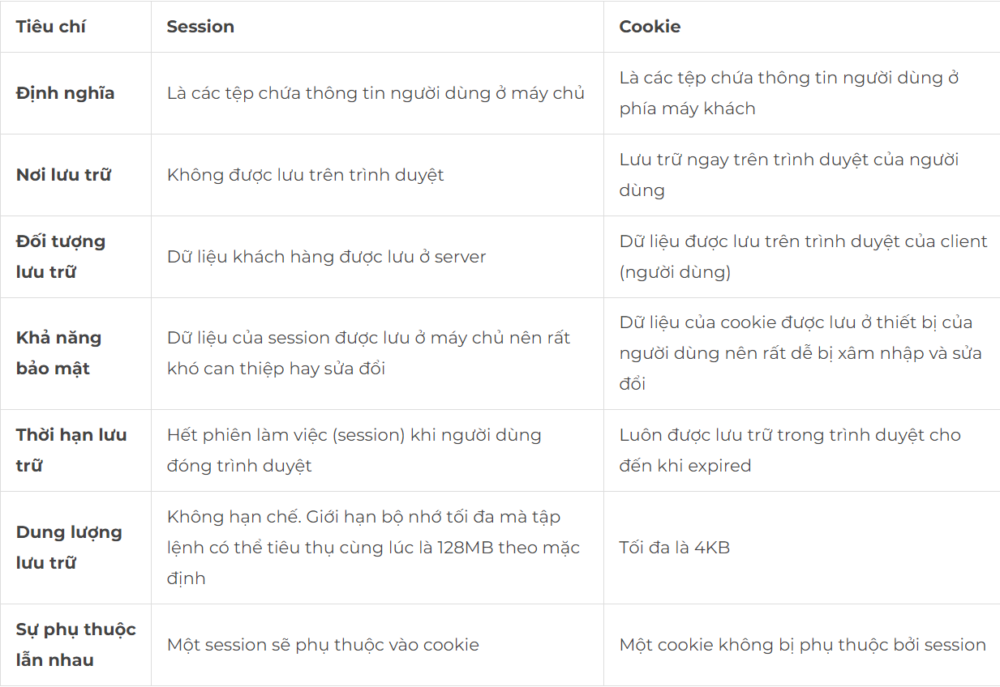 Tiêu chí
Session
Cookie
Định nghĩa
Là các tệp chứa thông tin người dùng ở máy chủ
Là các tệp chứa thông tin người dùng ở
phía máy khách
Nơi lưu trữ
Không được lưu trên trình duyệt
Lưu trữ ngay trên trình duyệt của người
dùng
Đối tượng
lưu trữ
Dữ liệu khách hàng được lưu ở server
Dữ liệu được lưu trên trình duyệt của client
(người dùng)
Khả năng
bảo mật
Dữ liệu của session được lưu ở máy chủ nên rất
khó can thiệp hay sửa đổi
Dữ liệu của cookie được lưu ở thiết bị của
người dùng nên rất dễ bị xâm nhập và sửa
đổi
Thời hạn lưu
trữ
Hết phiên làm việc (session) khi người dùng
đóng trình duyệt
Luôn được lưu trữ trong trình duyệt cho
đến khi expired
Dung lượng
lưu trữ
Không hạn chế. Giới hạn bộ nhớ tối đa mà tập
lệnh có thể tiêu thụ cùng lúc là 128MB theo mặc
định
Tối đa là 4KB
Sự phụ thuộc
lẫn nhau
Một session sẽ phụ thuộc vào cookie
Một cookie không bị phụ thuộc bởi session